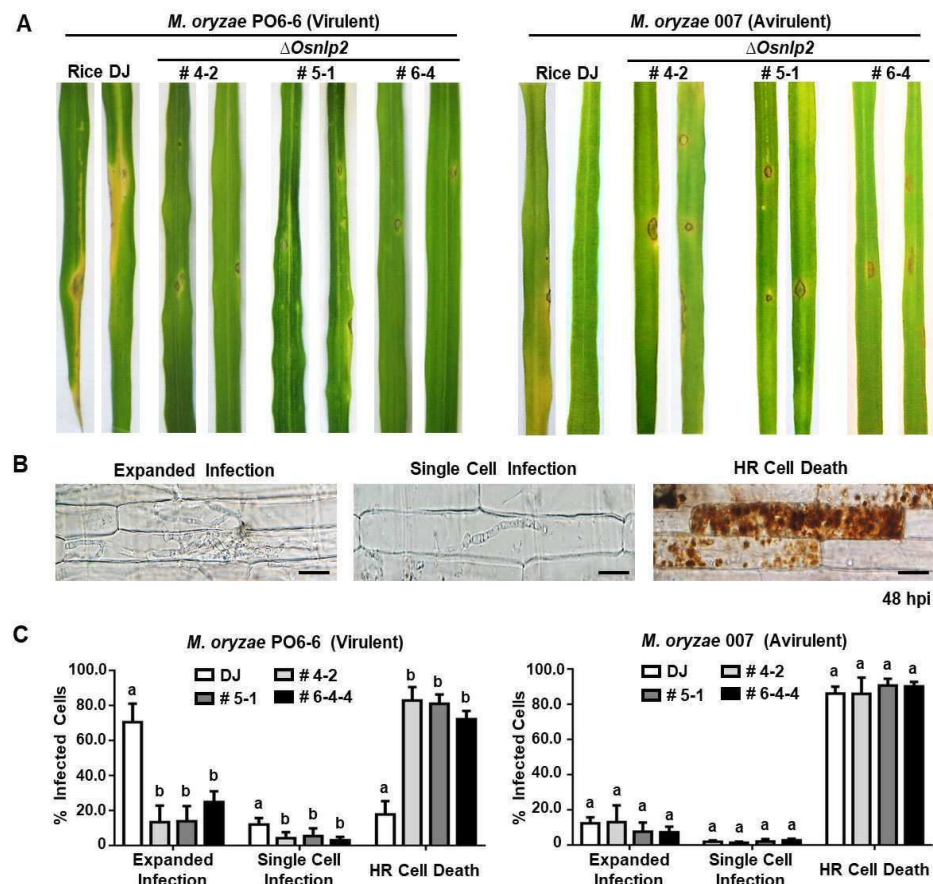 A
M. oryzae PO6-6 (Virulent)
M. oryzae 007 (Avirulent)
ΔOsnlp2
ΔOsnlp2
Rice DJ
# 4-2
# 5-1
# 6-4
Rice DJ
# 4-2
# 5-1
# 6-4
B
Expanded Infection
Single Cell Infection
HR Cell Death
48 hpi
C
M. oryzae PO6-6 (Virulent)
DJ
# 4-2
# 5-1
# 6-4-4
% Infected Cells
100.0
80.0
60.0
40.0
20.0
0
a
b
b
b
a
b
b
b
a
b
b
b
Expanded
Infection
Single Cell
Infection
HR Cell Death
M. oryzae 007 (Avirulent)
DJ
# 4-2
# 5-1
# 6-4-4
% Infected Cells
100.0
80.0
60.0
40.0
20.0
0
a
a
a
a
a
a
a
a
a
a
a
a
Expanded
Infection
Single Cell
Infection
HR Cell Death